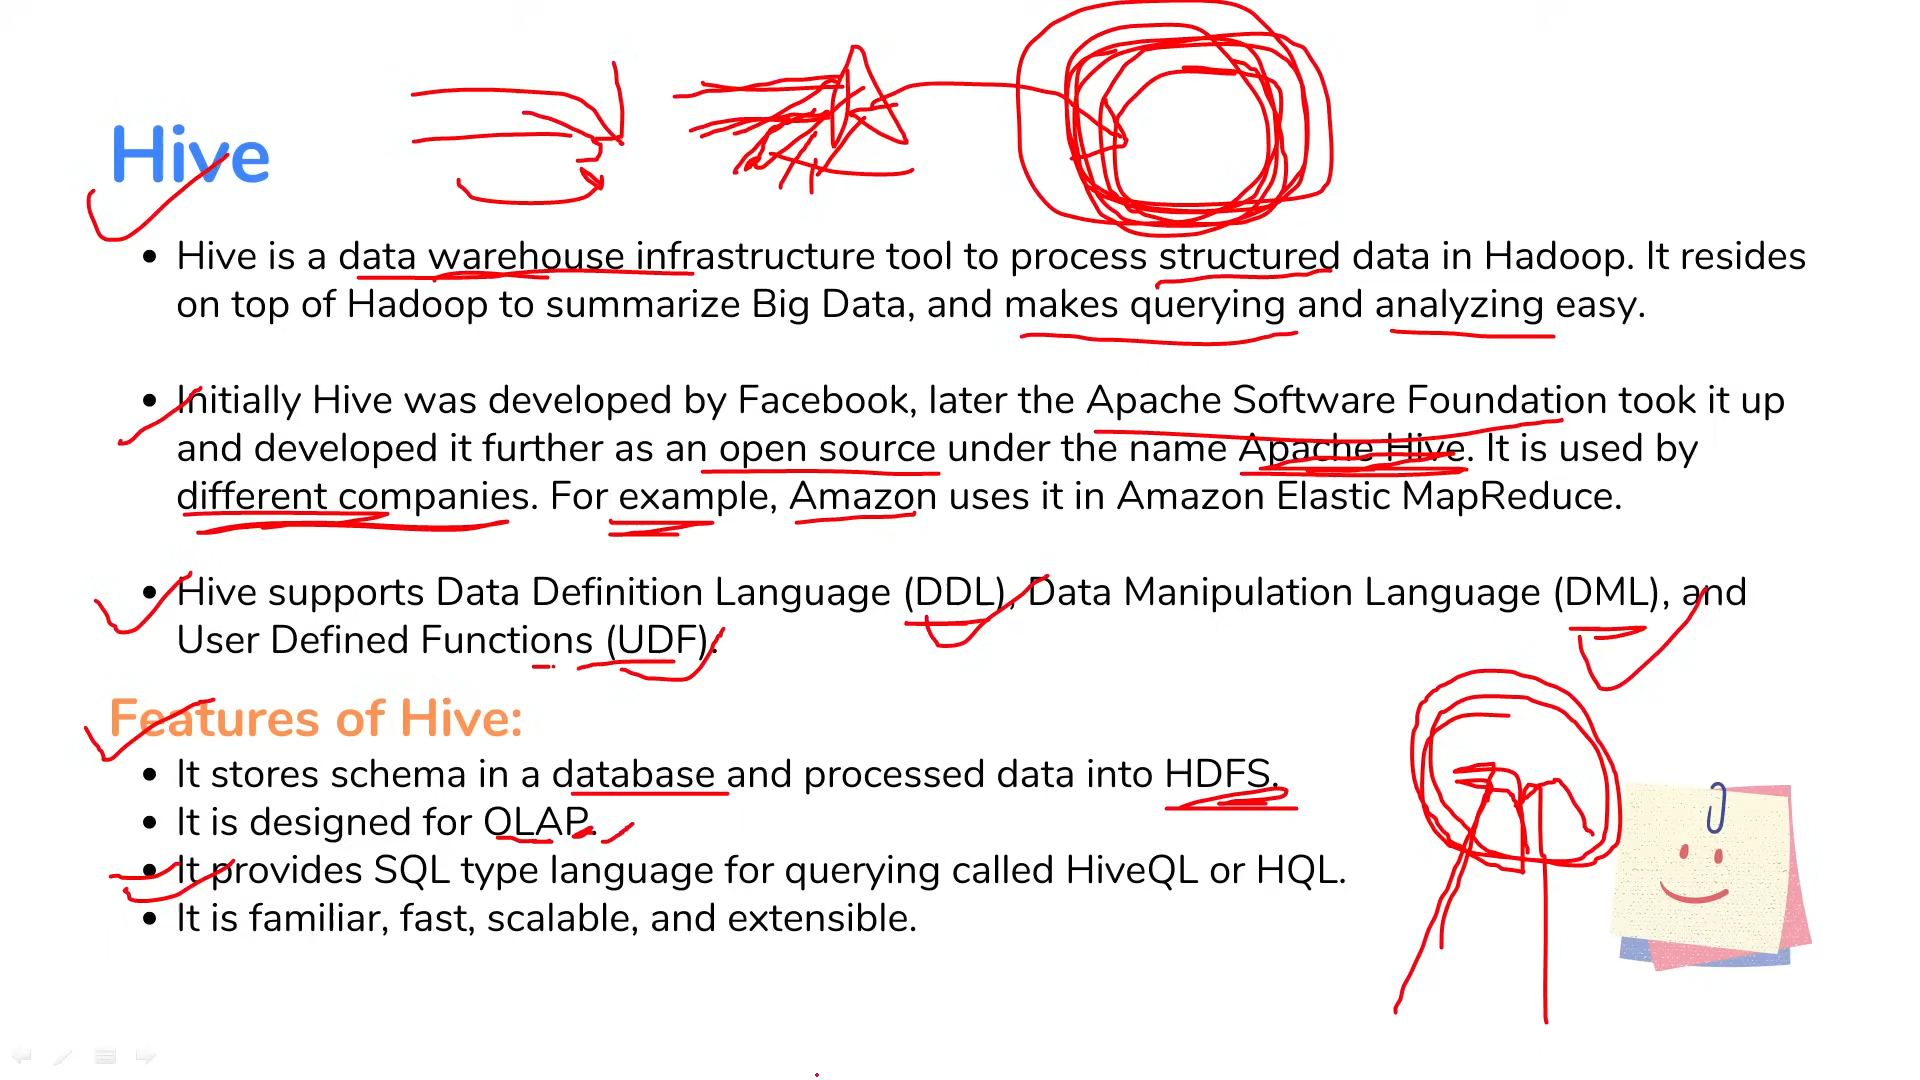 Hive
• Hive is a data warehouse infrastructure tool to process structured data in Hadoop. It resides
on top of Hadoop to summarize Big Data, and makes querying and analyzing easy.
• Initially Hive was developed by Facebook, later the Apache Software Foundation took it up
and developed it further as an open source under the name Apache Hive. It is used by
different companies. For example, Amazon uses it in Amazon Elastic MapReduce.
• Hive supports Data Definition Language (DDL), Data Manipulation Language (DML), and
User Defined Functions (UDF).
Features of Hive:
• It stores schema in a database and processed data into HDFS.
• It is designed for OLAP.
• It provides SQL type language for querying called HiveQL or HQL.
• It is familiar, fast, scalable, and extensible.